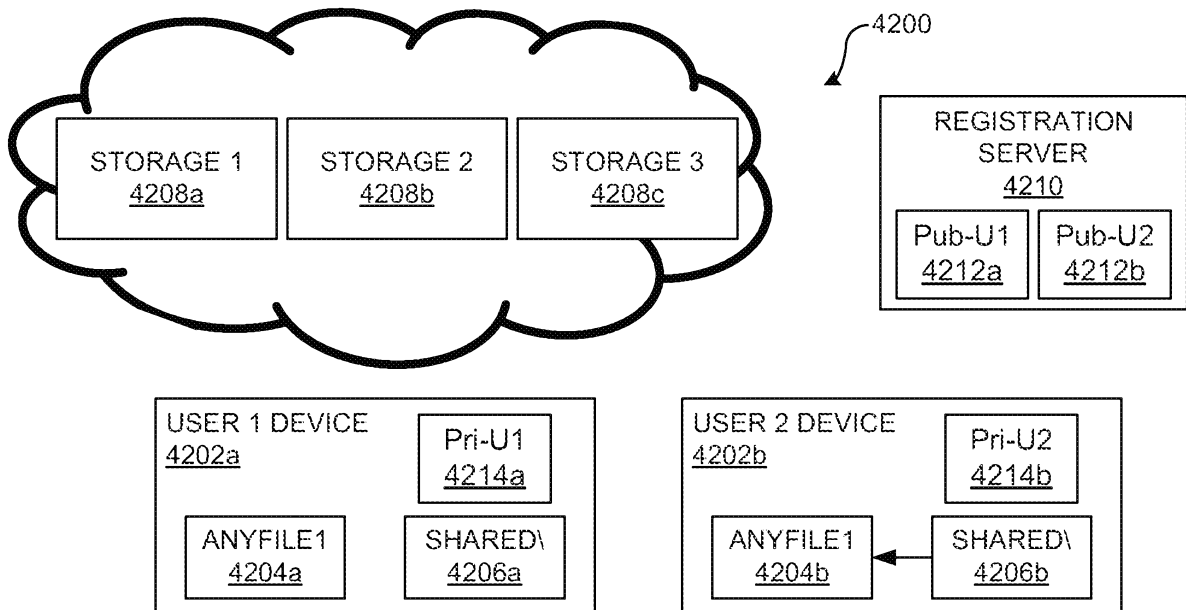 4200
STORAGE 1
4208a
STORAGE 2
4208b
STORAGE 3
4208c
REGISTRATION
SERVER
4210
Pub-U1
4212a
Pub-U2
4212b
USER 1 DEVICE
4202a
Pri-U1
4214a
ANYFILE1
4204a
SHARED\
4206a
USER 2 DEVICE
4202b
Pri-U2
4214b
ANYFILE1
4204b
SHARED\
4206b